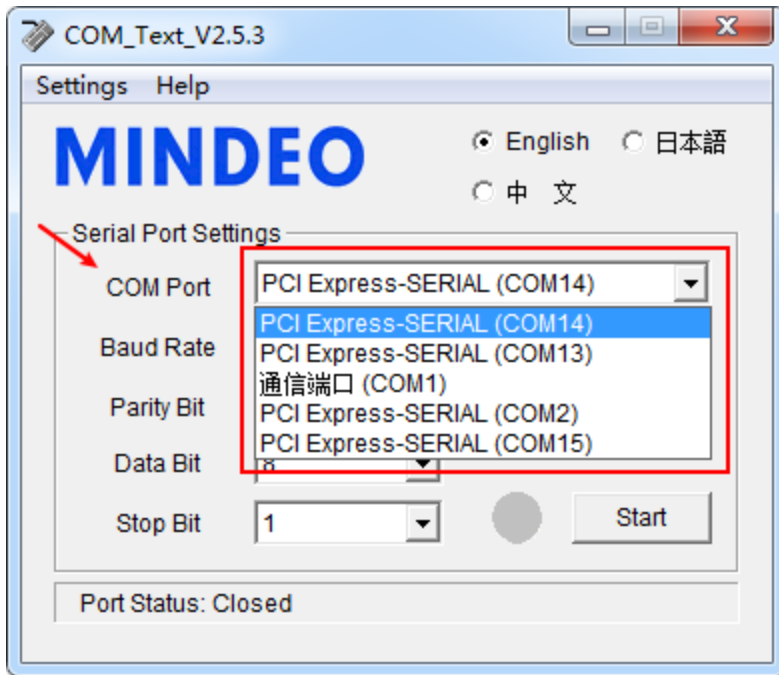 COM_Text_V2.5.3
Settings Help
MINDEO
English 日本語
中 文
Serial Port Settings
COM Port PCI Express-SERIAL (COM14)
PCI Express-SERIAL (COM14)
Baud Rate PCI Express-SERIAL (COM13)
通信端口 (COM1)
Parity Bit PCI Express-SERIAL (COM2)
PCI Express-SERIAL (COM15)
Data Bit 8
Stop Bit 1 Start
Port Status: Closed